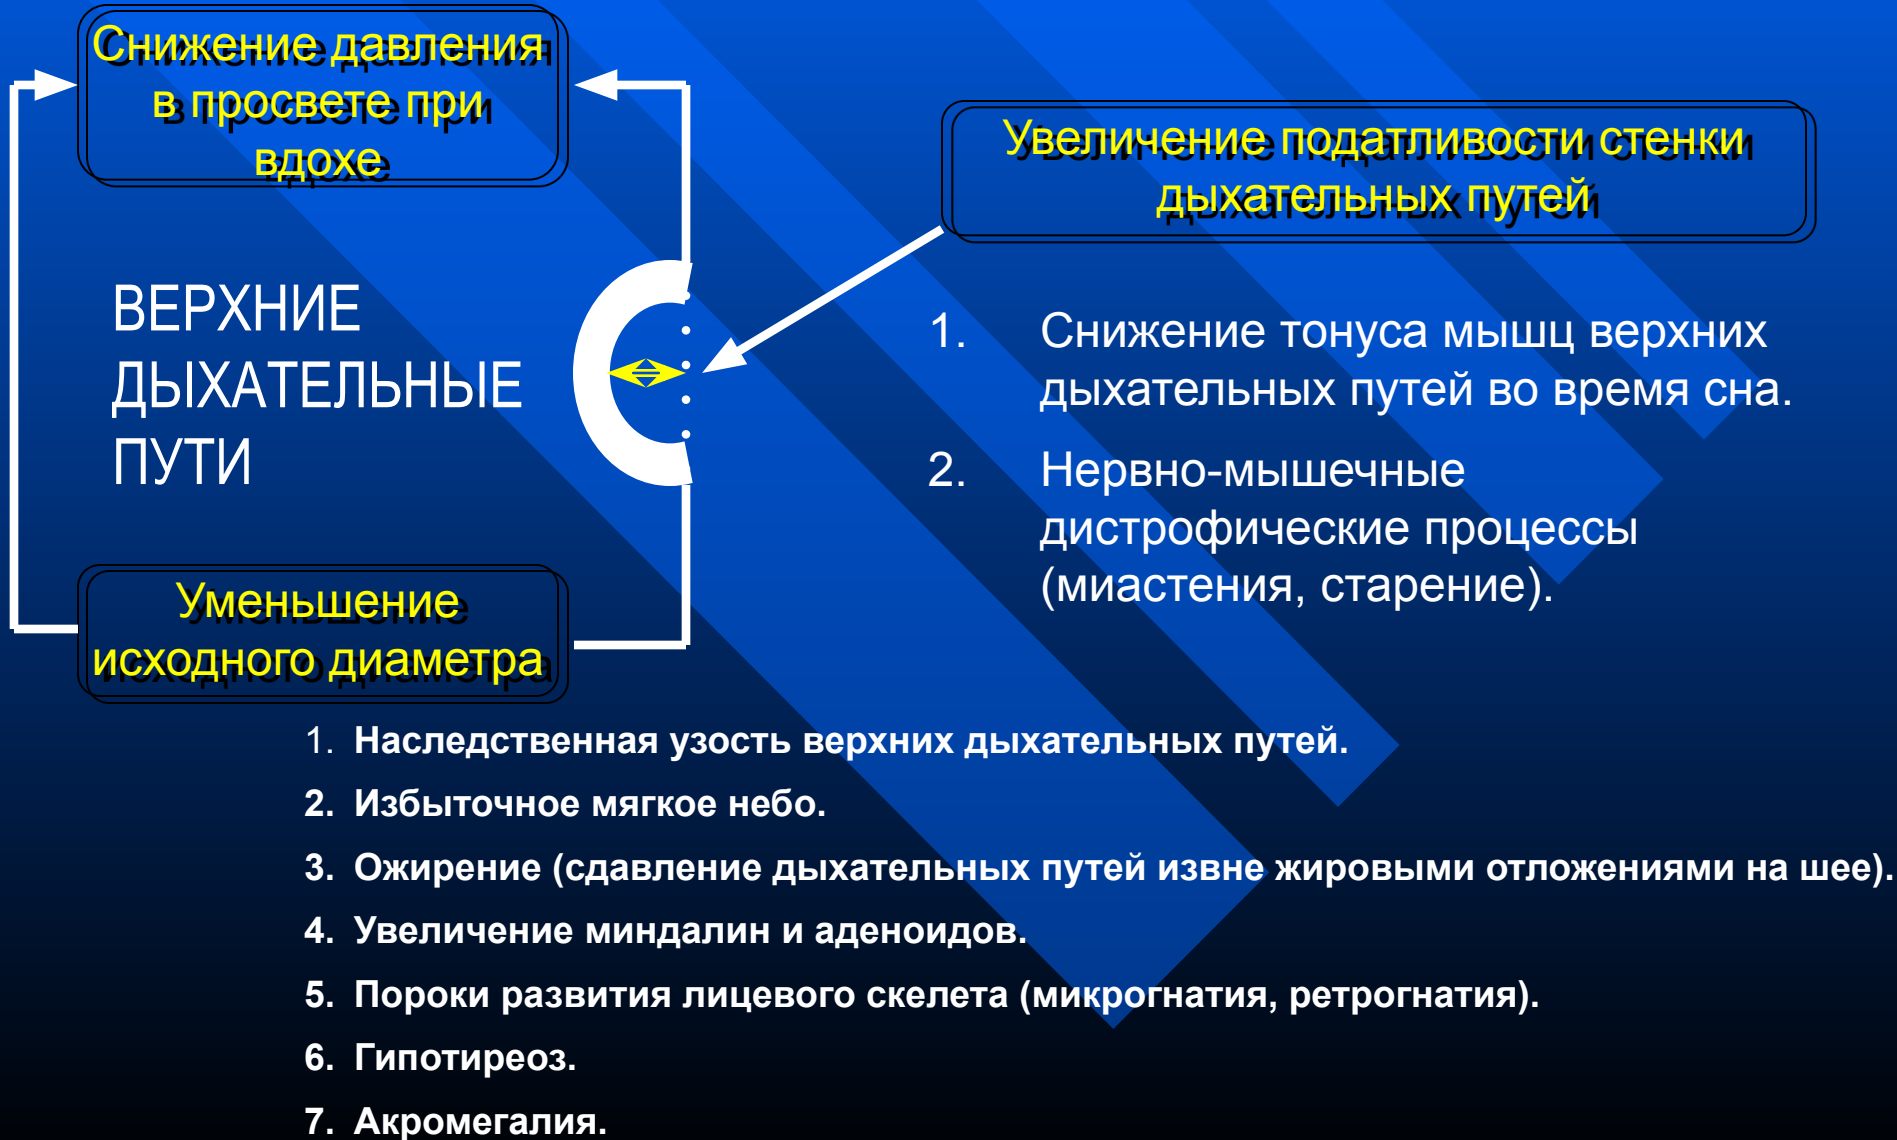 Снижение давления
в просвете при
вдохе
Увеличение податливости стенки
дыхательных путей
ВЕРХНИЕ
ДЫХАТЕЛЬНЫЕ
ПУТИ
1. Снижение тонуса мышц верхних
дыхательных путей во время сна.
2. Нервно-мышечные
дистрофические процессы
(миастения, старение).
Уменьшение
исходного диаметра
1. Наследственная узость верхних дыхательных путей.
2. Избыточное мягкое небо.
3. Ожирение (сдавление дыхательных путей извне жировыми отложениями на шее).
4. Увеличение миндалин и аденоидов.
5. Пороки развития лицевого скелета (микрогнатия, ретрогнатия).
6. Гипотиреоз.
7. Акромегалия.